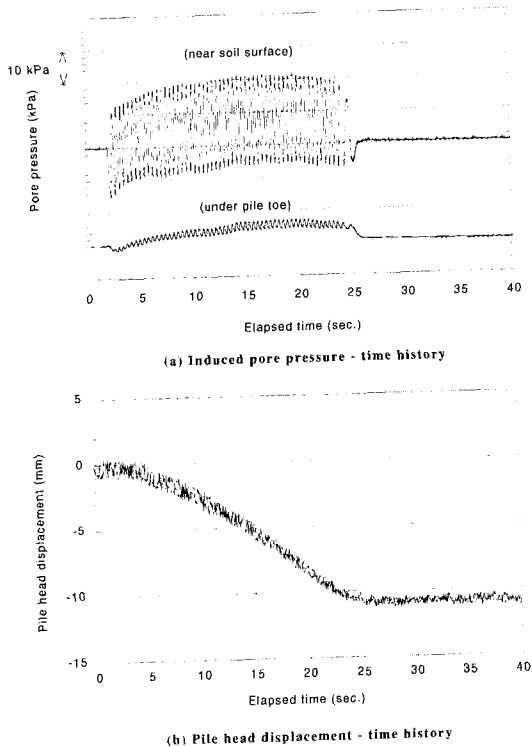 10 kPa
Pore pressure (kPa)
(near soil surface)
(under pile toe)
0 5 10 15 20 25 30 35 40
Elapsed time (sec.)
(a) Induced pore pressure - time history
5
0
-5
-10
-15
Pile head displacement (mm)
0 5 10 15 20 25 30 35 40
Elapsed time (sec.)
(b) Pile head displacement - time history